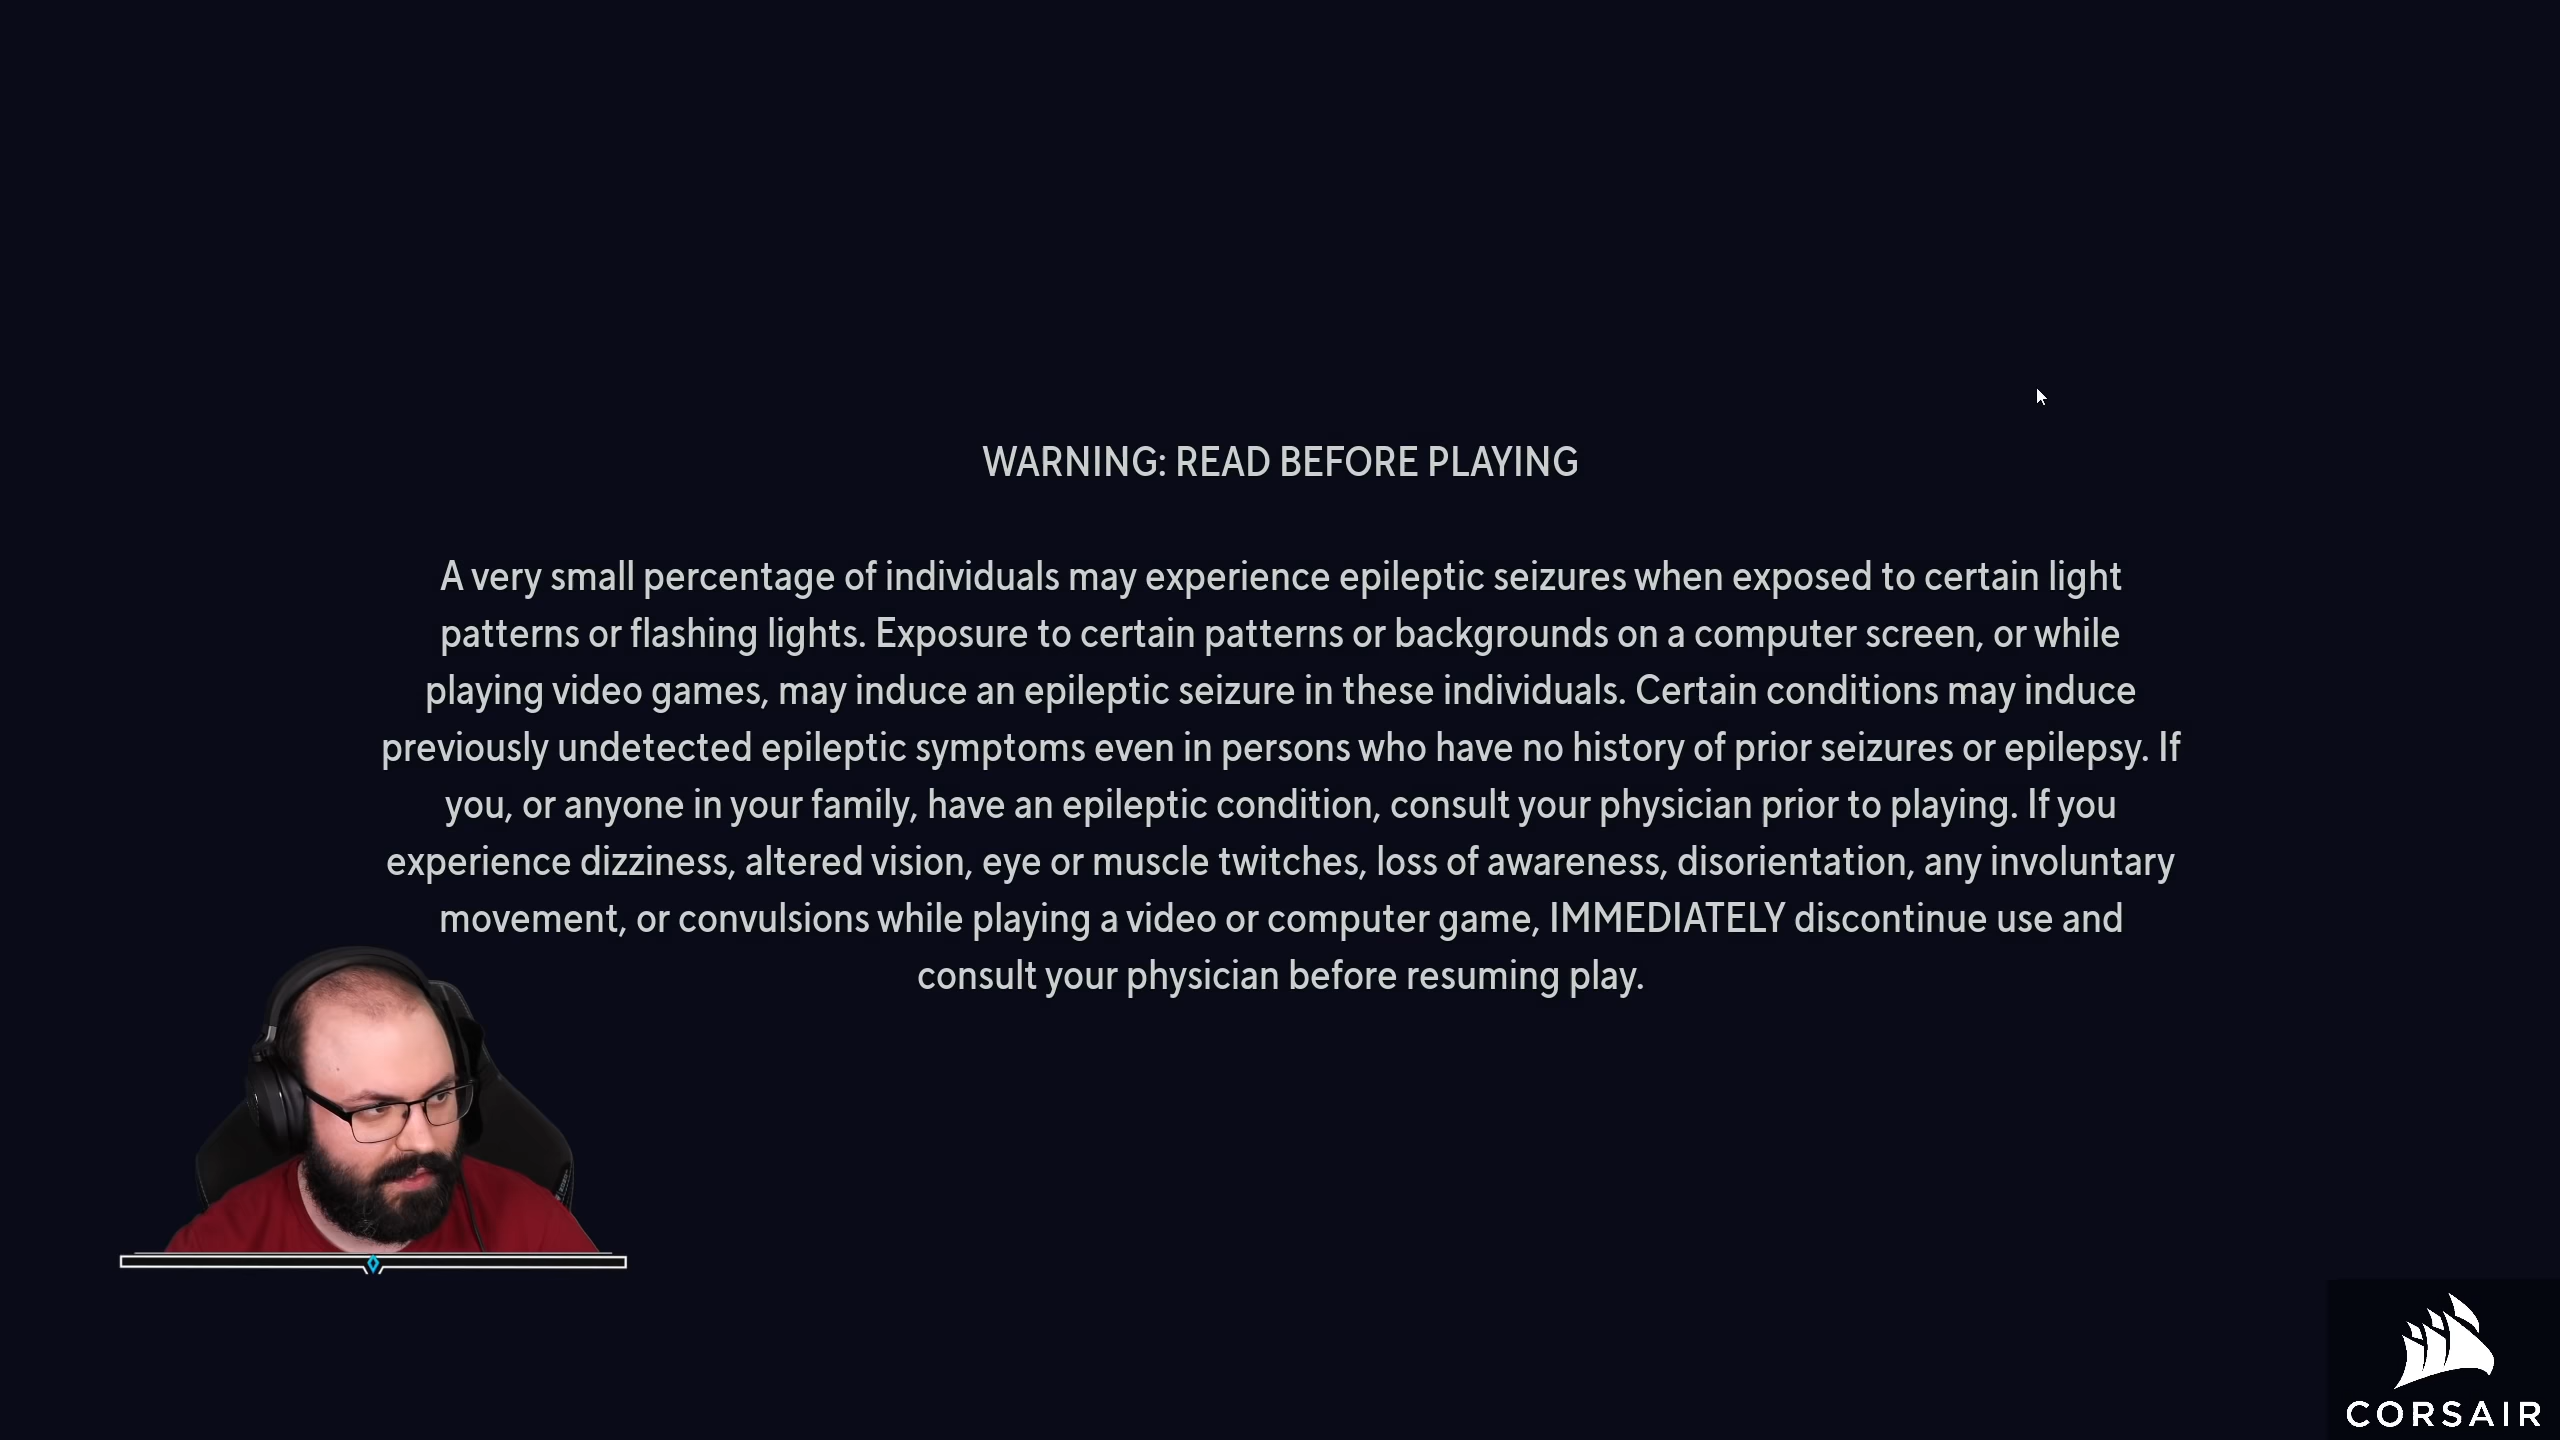 WARNING: READ BEFORE PLAYING
A very small percentage of individuals may experience epileptic seizures when exposed to certain light
patterns or flashing lights. Exposure to certain patterns or backgrounds on a computer screen, or while
playing video games, may induce an epileptic seizure in these individuals. Certain conditions may induce
previously undetected epileptic symptoms even in persons who have no history of prior seizures or epilepsy. If
you, or anyone in your family, have an epileptic condition, consult your physician prior to playing. If you
experience dizziness, altered vision, eye or muscle twitches, loss of awareness, disorientation, any involuntary
movement, or convulsions while playing a video or computer game, IMMEDIATELY discontinue use and
consult your physician before resuming play.
CORSAIR